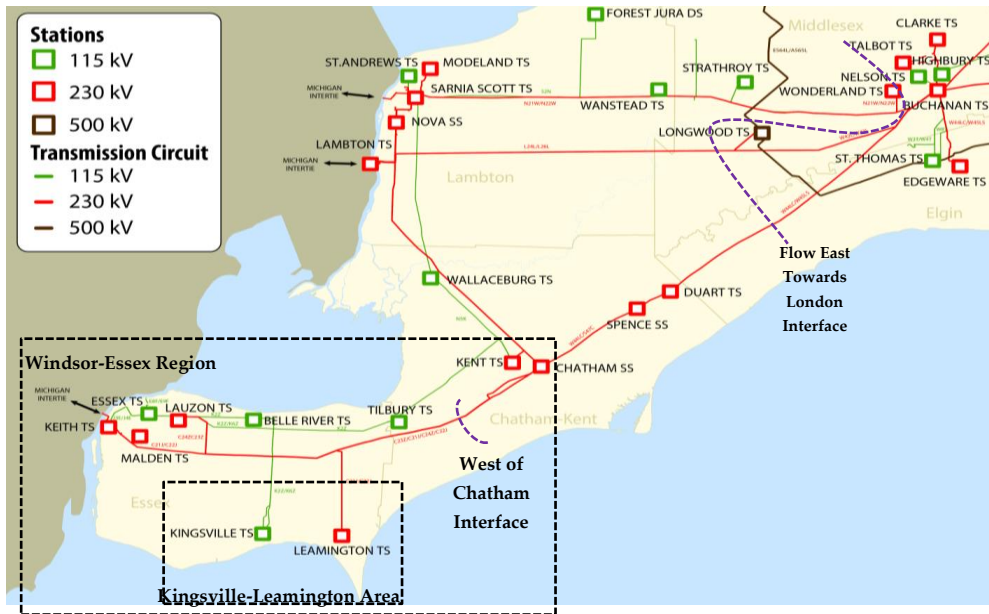 Stations
115 kV
230 kV
500 kV
Transmission Circuit
115 kV
230 kV
500 kV
FOREST JURA DS
Middlesex
CLARKE TS
TALBOT TS
ST.ANDREWS TS
MODELAND TS
STRATHROY TS
NELSON TS
HIGHBURY TS
MICHIGAN
INTERTIE
SARNIA SCOTT TS
N21W/N22W
WANSTEAD TS
WONDERLAND TS
N21W/N22W
BUCHANAN TS
NOVA SS
LONGWOOD TS
LAMBTON TS
MICHIGAN
INTERTIE
ST. THOMAS TS
Lambton
EDGEWARE TS
Elgin
Flow East
Towards
London
Interface
WALLACEBURG TS
DUART TS
SPENCE SS
Windsor-Essex Region
KENT TS
CHATHAM SS
MICHIGAN
INTERTIE
ESSEX TS
LAUZON TS
BELLE RIVER TS
TILBURY TS
Chatham-Kent
KEITH TS
MALDEN TS
West of
Chatham
Interface
Essex
KINGSVILLE TS
LEAMINGTON TS
Kingsville-Leamington Area